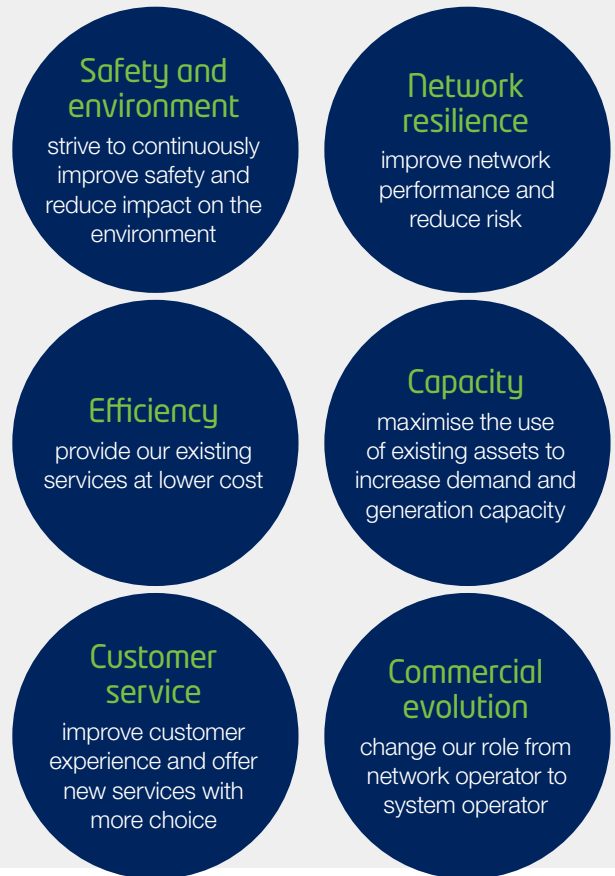 Safety and
environment
strive to continuously
improve safety and
reduce impact on the
environment
Network
resilience
improve network
performance and
reduce risk
Efficiency
provide our existing
services at lower cost
Capacity
maximise the use
of existing assets to
increase demand and
generation capacity
Customer
service
improve customer
experience and offer
new services with
more choice
Commercial
evolution
change our role from
network operator to
system operator